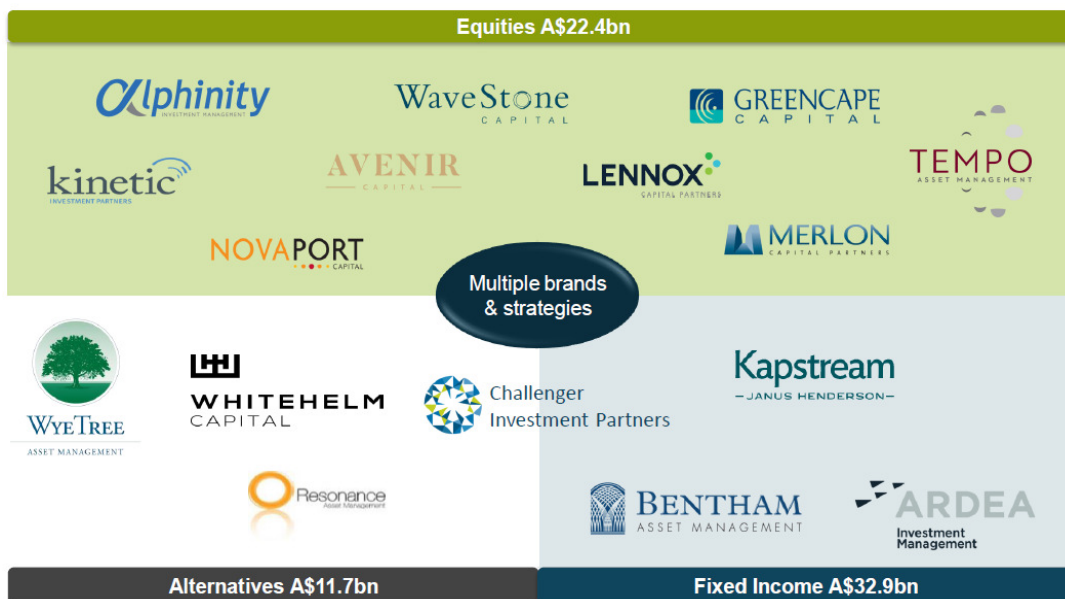 Equities A$22.4bn
αlphinity
INVESTMENT MANAGEMENT
WaveStone
CAPITAL
GREENCAPE
CAPITAL
TEMPO
ASSET MANAGEMENT
kinetic
INVESTMENT PARTNERS
AVENIR
CAPITAL
LENNOX
CAPITAL PARTNERS
NOVAPORT
CAPITAL
MERLON
CAPITAL PARTNERS
Multiple brands
& strategies
WYETREE
ASSET MANAGEMENT
WHITEHELM
CAPITAL
Challenger
Investment Partners
Kapstream
–JANUS HENDERSON–
Resonance
Asset Management
BENTHAM
ASSET MANAGEMENT
ARDEA
Investment
Management
Alternatives A$11.7bn
Fixed Income A$32.9bn